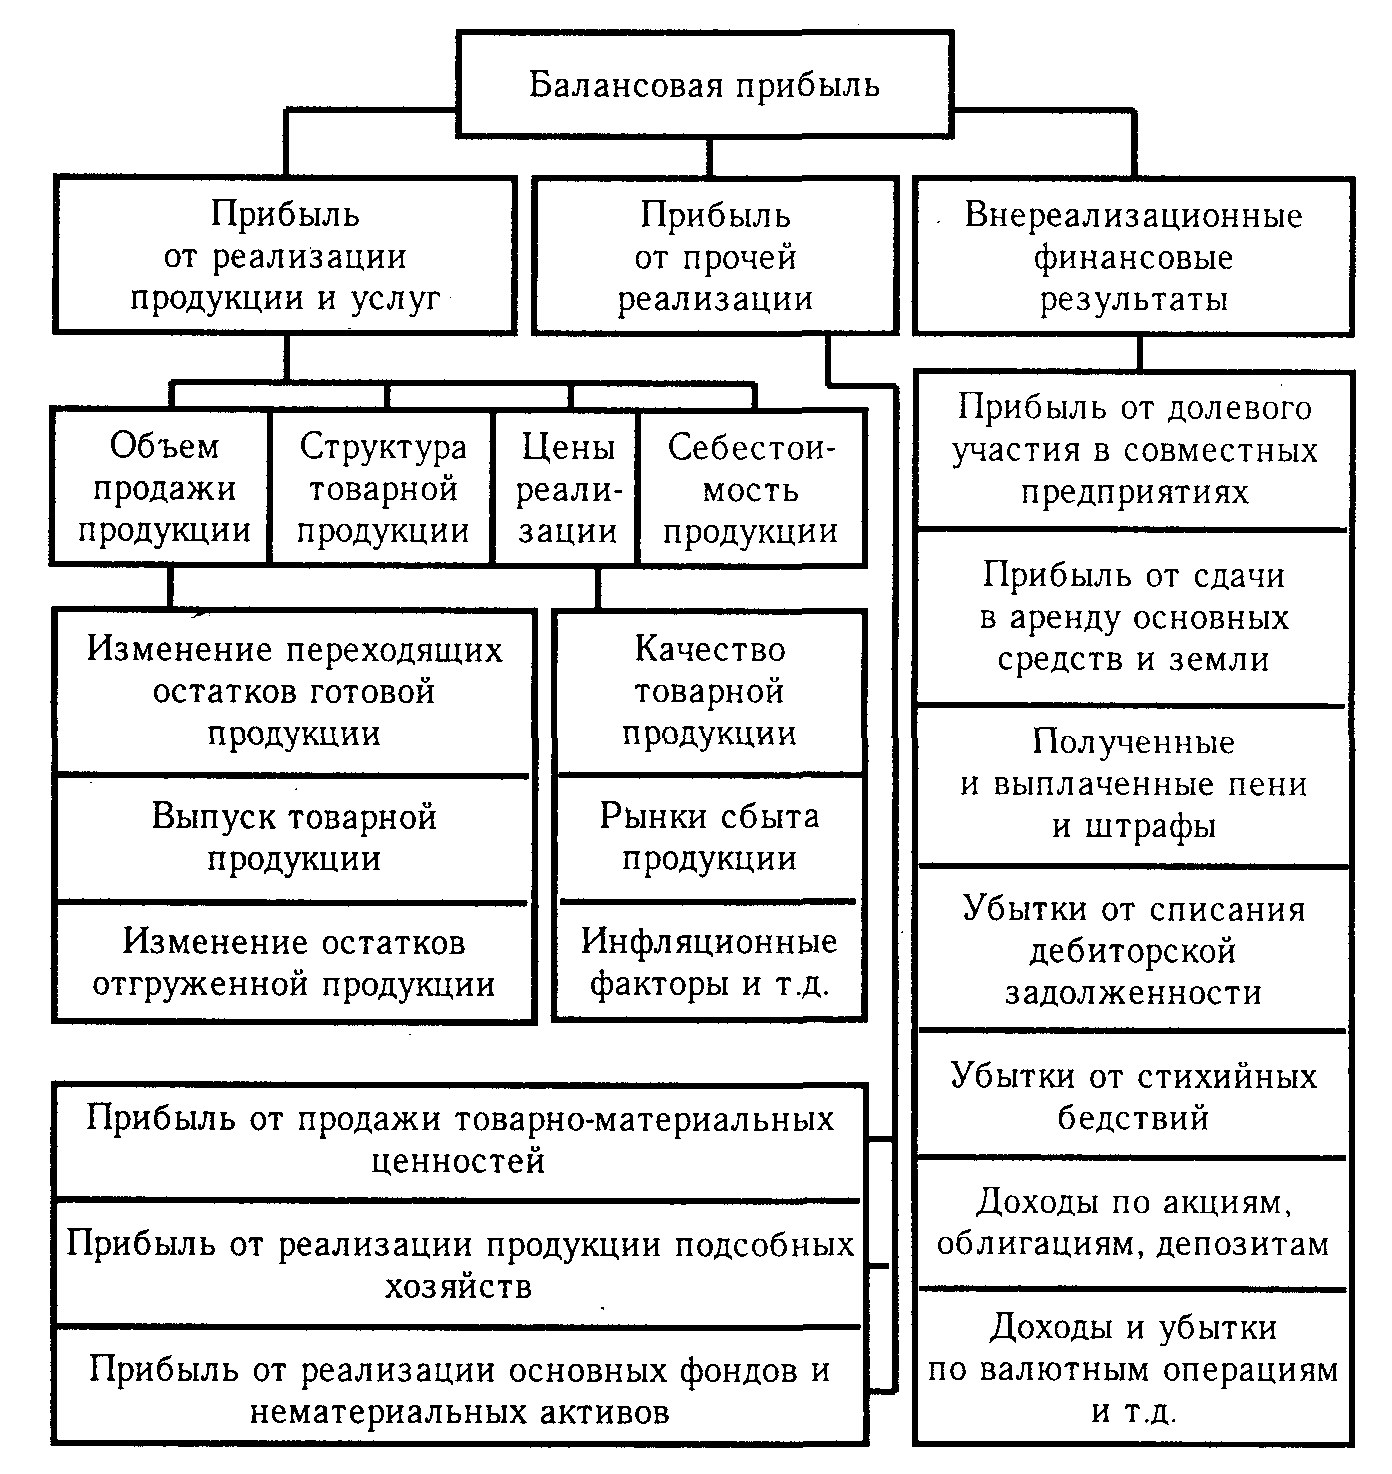 Балансовая прибыль
Прибыль
от реализации
продукции и услуг
Прибыль
от прочей
реализации
Внереализационные
финансовые
результаты
Объем
продажи
продукции
Структура
товарной
продукции
Цены
реали-
зации
Себестои-
мость
продукции
Изменение переходящих
остатков готовой
продукции
Выпуск товарной
продукции
Изменение остатков
отгруженной продукции
Качество
товарной
продукции
Рынки сбыта
продукции
Инфляционные
факторы и т.д.
Прибыль от продажи товарно-материальных
ценностей
Прибыль от реализации продукции подсобных
хозяйств
Прибыль от реализации основных фондов и
нематериальных активов
Прибыль от долевого
участия в совместных
предприятиях
Прибыль от сдачи
в аренду основных
средств и земли
Полученные
и выплаченные пени
и штрафы
Убытки от списания
дебиторской
задолженности
Убытки от стихийных
бедствий
Доходы по акциям,
облигациям, депозитам
Доходы и убытки
по валютным операциям
и т.д.